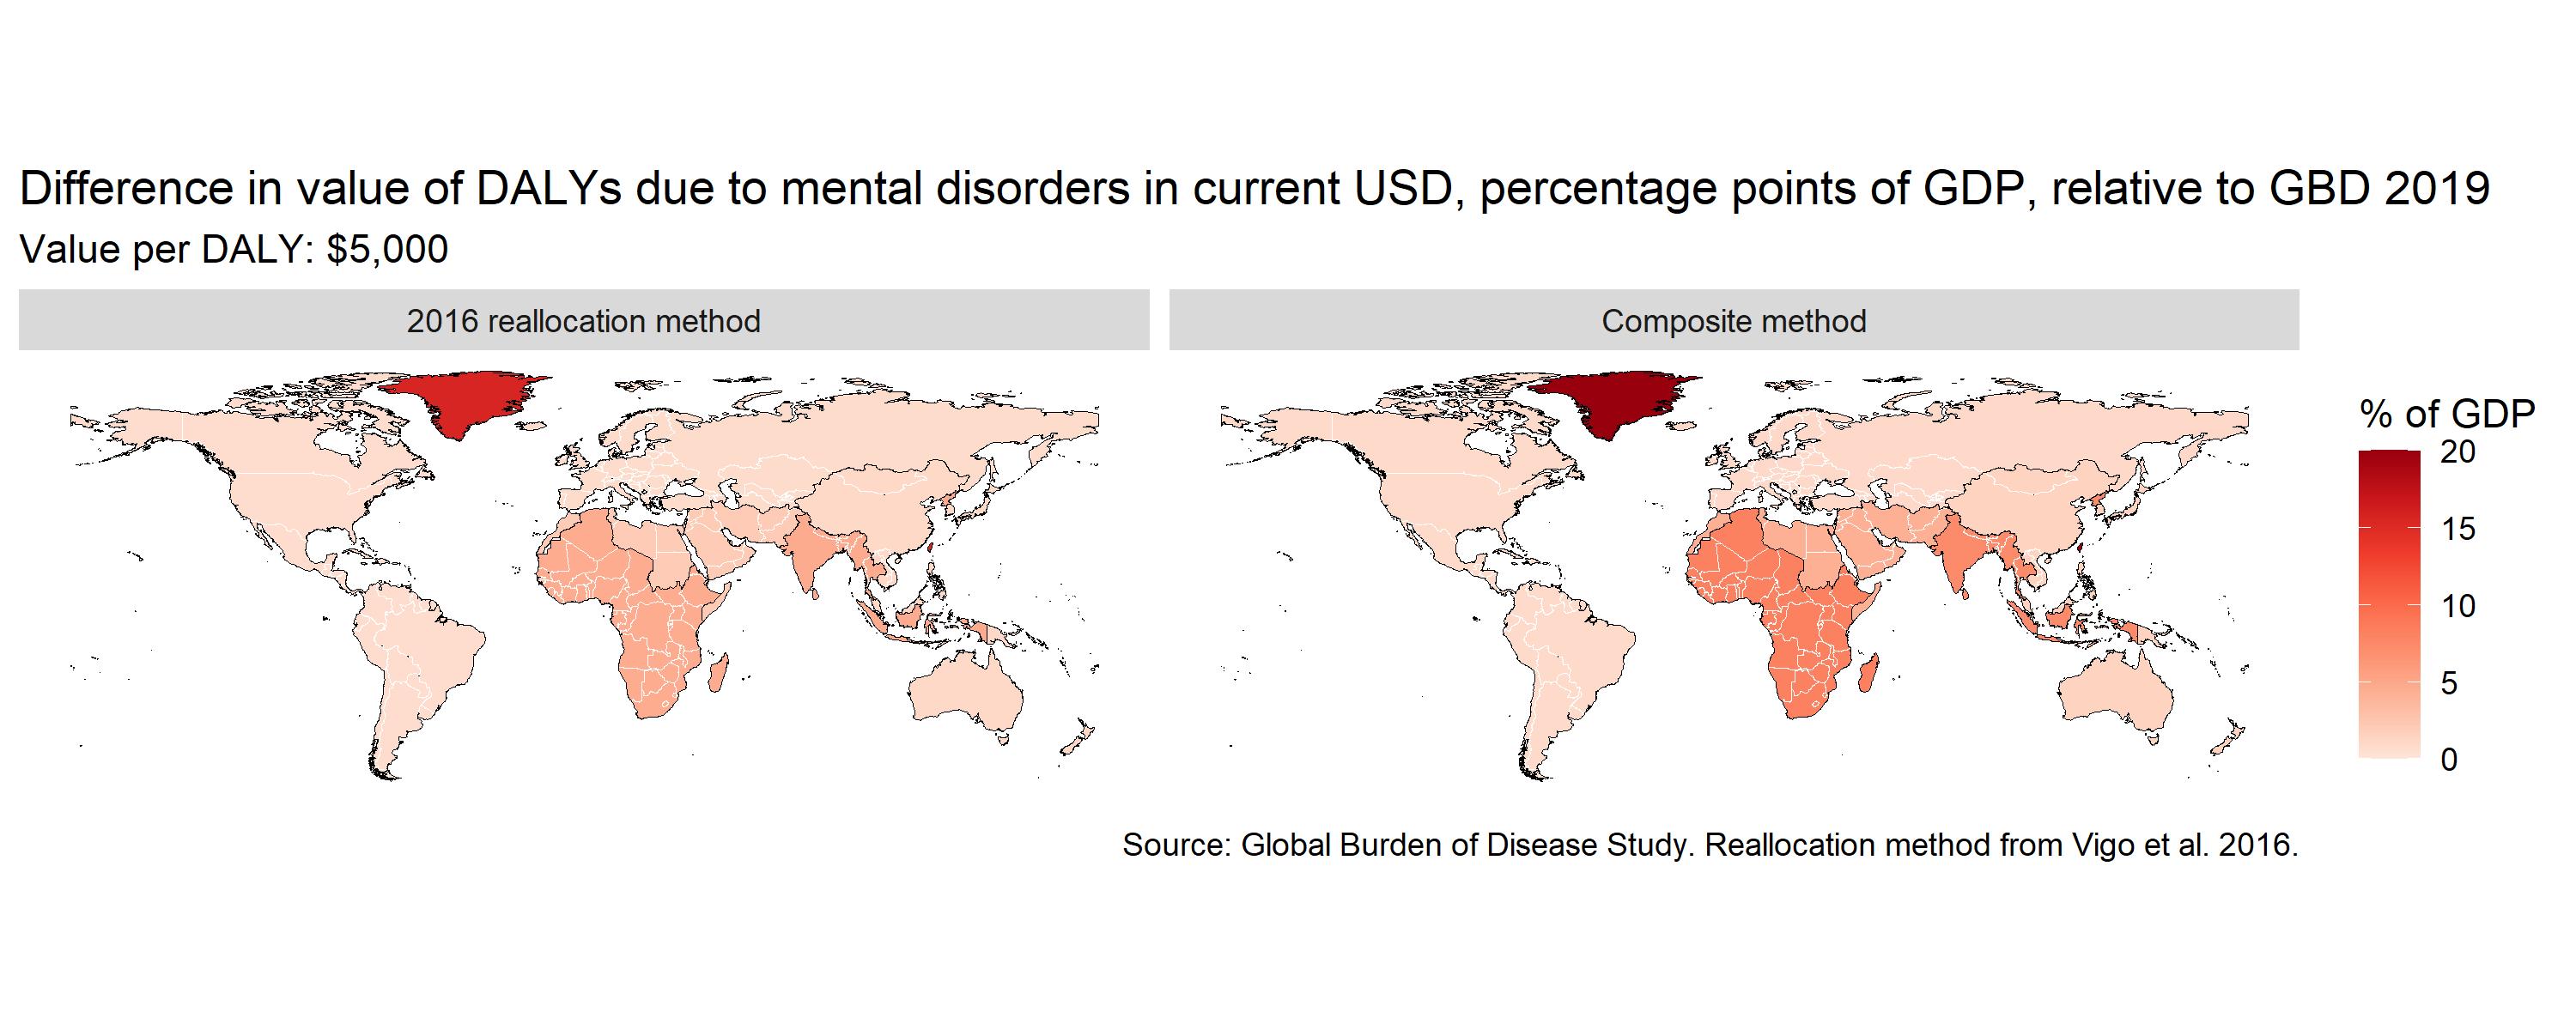 Difference in value of DALYs due to mental disorders in current USD, percentage points of GDP, relative to GBD 2019
Value per DALY: $5,000
2016 reallocation method
Composite method
% of GDP
20
15
10
5
0
Source: Global Burden of Disease Study. Reallocation method from Vigo et al. 2016.